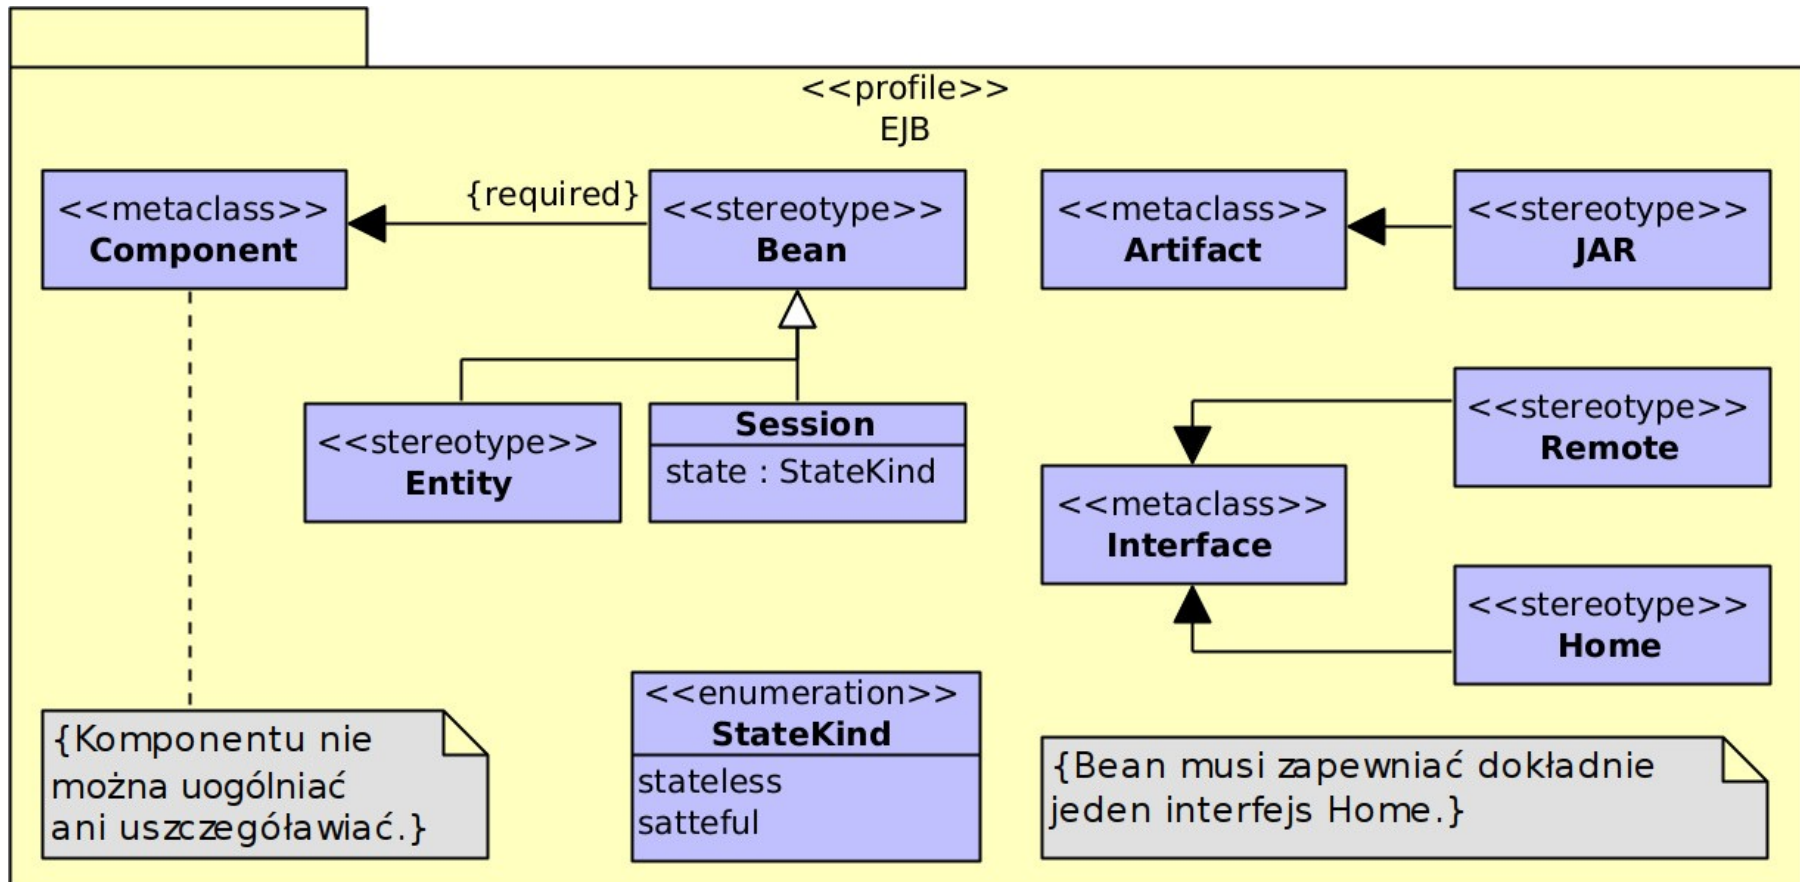 <<profile>>
EJB
<<metaclass>>
Component
{required}
<<stereotype>>
Bean
<<metaclass>>
Artifact
<<stereotype>>
JAR
<<stereotype>>
Entity
Session
state : StateKind
<<stereotype>>
Remote
<<metaclass>>
Interface
<<stereotype>>
Home
{Komponentu nie
można uogólniać
ani uszczegóławiać.}
<<enumeration>>
StateKind
stateless
satteful
{Bean musi zapewniać dokładnie
jeden interfejs Home.}